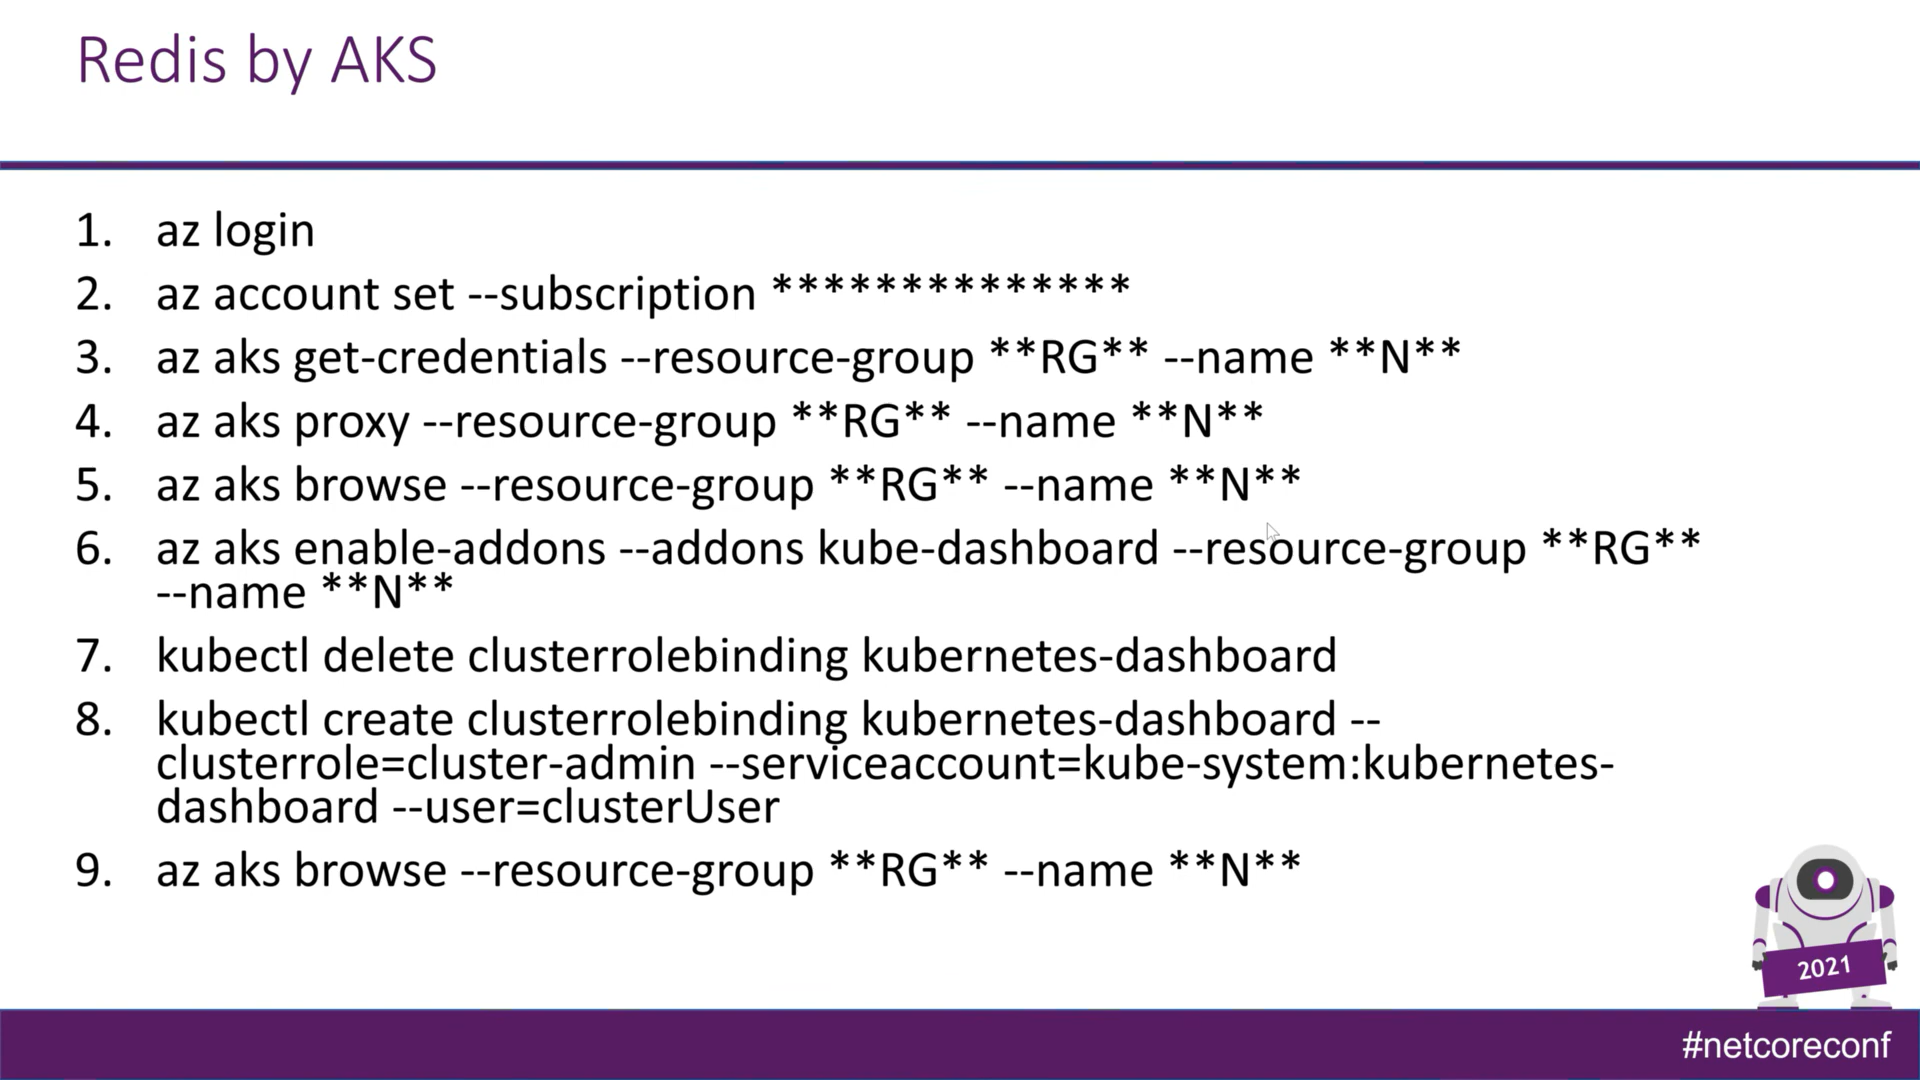 Redis by AKS
1. az login
2. az account set --subscription **************
3. az aks get-credentials --resource-group **RG** --name **N**
4. az aks proxy --resource-group **RG** --name **N**
5. az aks browse --resource-group **RG** --name **N**
6. az aks enable-addons --addons kube-dashboard --resource-group **RG**
--name **N**
7. kubectl delete clusterrolebinding kubernetes-dashboard
8. kubectl create clusterrolebinding kubernetes-dashboard --
clusterrole=cluster-admin --serviceaccount=kube-system:kubernetes-
dashboard --user=clusterUser
9. az aks browse --resource-group **RG** --name **N**
2021
#netcoreconf